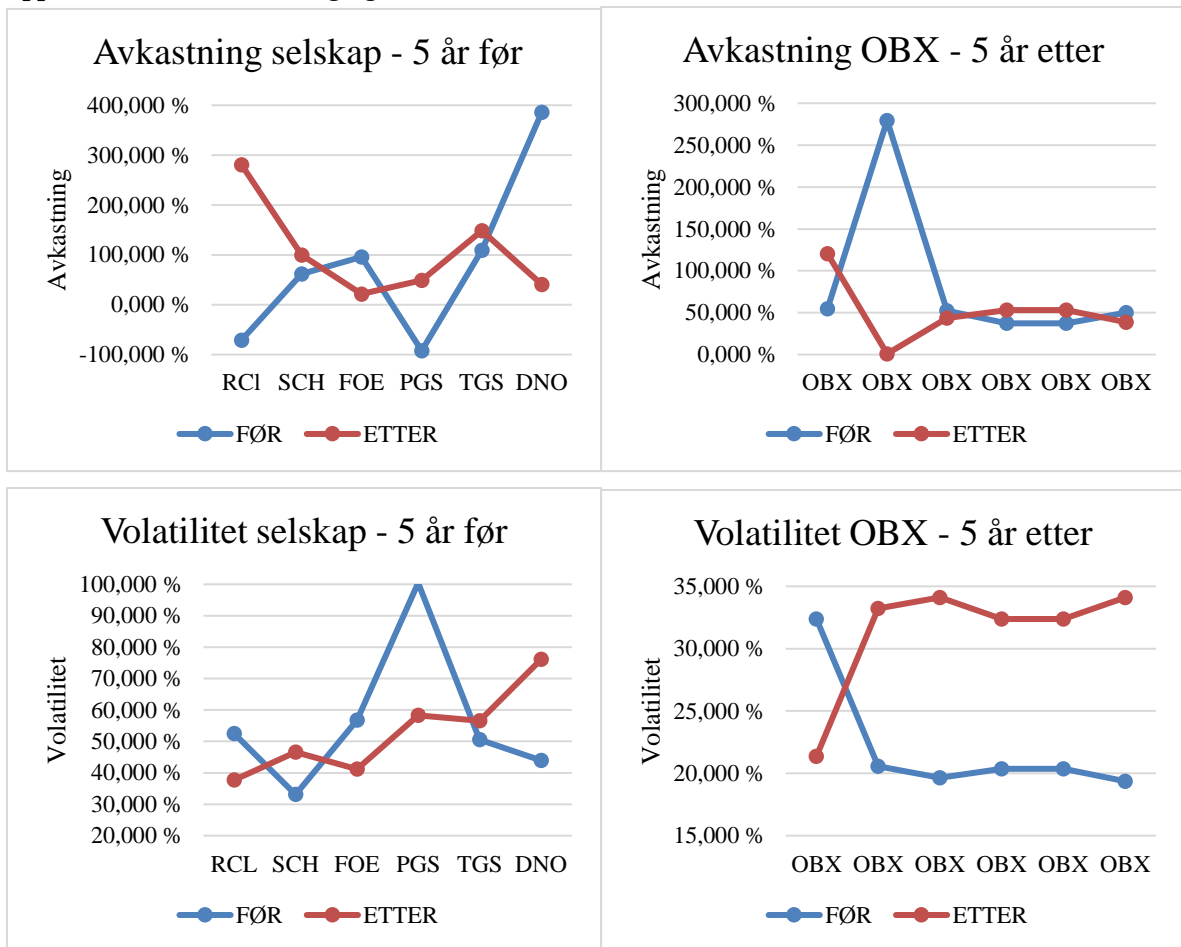 Avkastning selskap - 5 år før
400,000 %
300,000 %
200,000 %
100,000 %
0,000 %
-100,000 %
Avkastning
RCl SCH FOE PGS TGS DNO
FØR ETTER
Avkastning OBX - 5 år etter
300,000 %
250,000 %
200,000 %
150,000 %
100,000 %
50,000 %
0,000 %
Avkastning
OBX OBX OBX OBX OBX OBX
FØR ETTER
Volatilitet selskap - 5 år før
100,000 %
90,000 %
80,000 %
70,000 %
60,000 %
50,000 %
40,000 %
30,000 %
20,000 %
Volatilitet
RCL SCH FOE PGS TGS DNO
FØR ETTER
Volatilitet OBX - 5 år etter
35,000 %
30,000 %
25,000 %
20,000 %
15,000 %
Volatilitet
OBX OBX OBX OBX OBX OBX
FØR ETTER